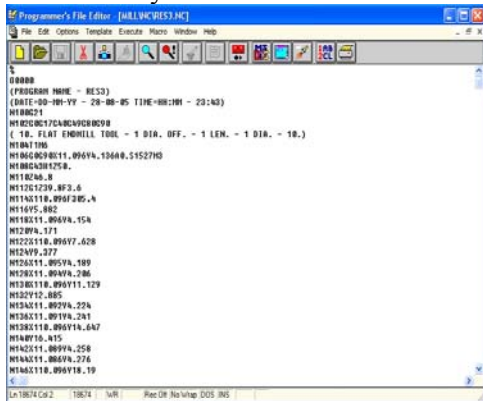 Programmer's File Editor - [MILL\NC\RES3.NC]
File Edit Options Template Execute Macro Window Help
%
O0000
(PROGRAM NAME - RES3)
(DATE=DD-MM-YY - 28-08-05 TIME=HH:MM - 23:43)
N100G21
N102G0G17G40G49G80G90
( 10. FLAT ENDMILL TOOL - 1 DIA. OFF. - 1 LEN. - 1 DIA. - 10.)
N104T1M6
N106G0G90X11.096Y4.136A0.S1527M3
N108G43H1Z50.
N110Z46.8
N112G1Z39.8F3.6
N114X110.096F305.4
N116Y5.882
N118X11.096Y4.154
N120Y4.171
N122X110.096Y7.628
N124Y9.377
N126X11.095Y4.189
N128X11.094Y4.206
N130X110.096Y11.129
N132Y12.885
N134X11.092Y4.224
N136X11.091Y4.241
N138X110.096Y14.647
N140Y16.415
N142X11.089Y4.258
N144X11.086Y4.276
N146X110.096Y18.19
Ln 18674 Col 2 18674 WR Rec Off No Wrap DOS INS